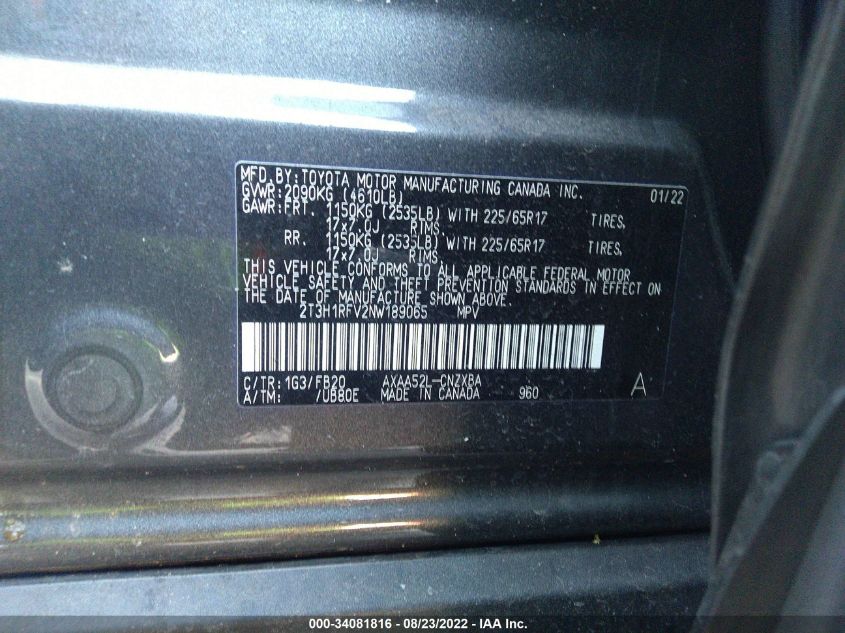 MFD.BY:TOYOTA MOTOR MANUFACTURING CANADA INC. 01/22
GVWR:2090KG (4610LB)
GAWR:FRT. 1150KG (2535LB) WITH 225/65R17 TIRES,
17x7.0J RIMS
RR. 1150KG (2535LB) WITH 225/65R17 TIRES,
17x7.0J RIMS
THIS VEHICLE CONFORMS TO ALL APPLICABLE FEDERAL MOTOR
VEHICLE SAFETY AND THEFT PREVENTION STANDARDS IN EFFECT ON
THE DATE OF MANUFACTURE SHOWN ABOVE.
2T3H1RFV2NW189065 MPV
C/TR:1G3/FB20 AXAA52L-CNZXBA
A/TM: /UB80E MADE IN CANADA 960 A
000-34081816 - 08/23/2022 - IAA Inc.